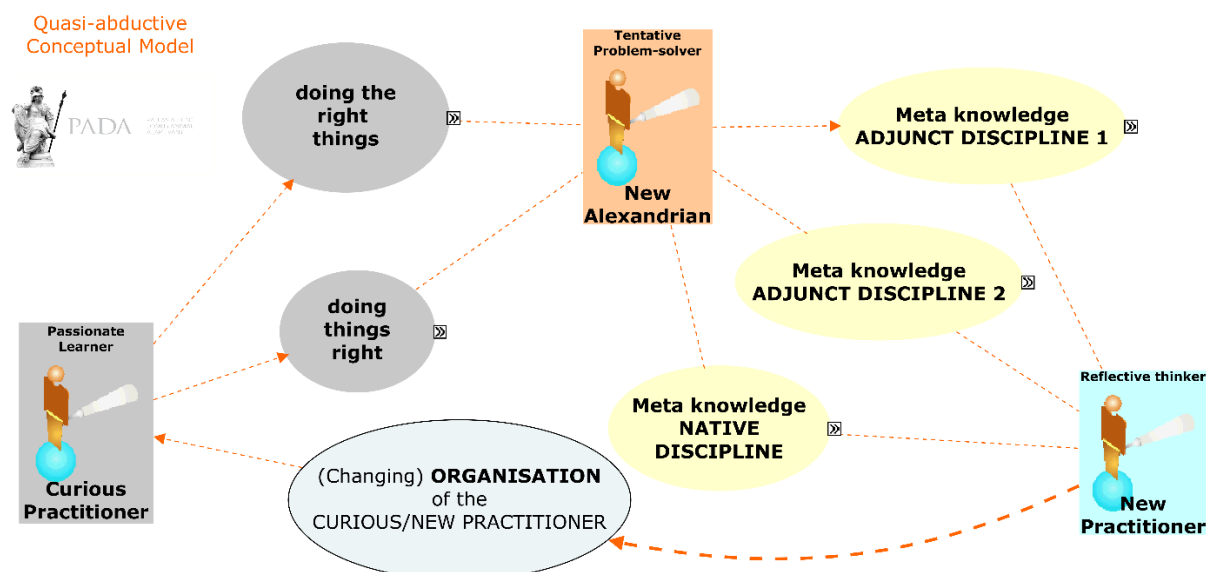 Quasi-abductive
Conceptual Model
PADA
doing the
right
things
Tentative
Problem-solver
New
Alexandrian
Meta knowledge
ADJUNCT DISCIPLINE 1
Meta knowledge
ADJUNCT DISCIPLINE 2
doing
things
right
Passionate
Learner
Curious
Practitioner
Meta knowledge
NATIVE
DISCIPLINE
Reflective thinker
New
Practitioner
(Changing) ORGANISATION
of the
CURIOUS/NEW PRACTITIONER